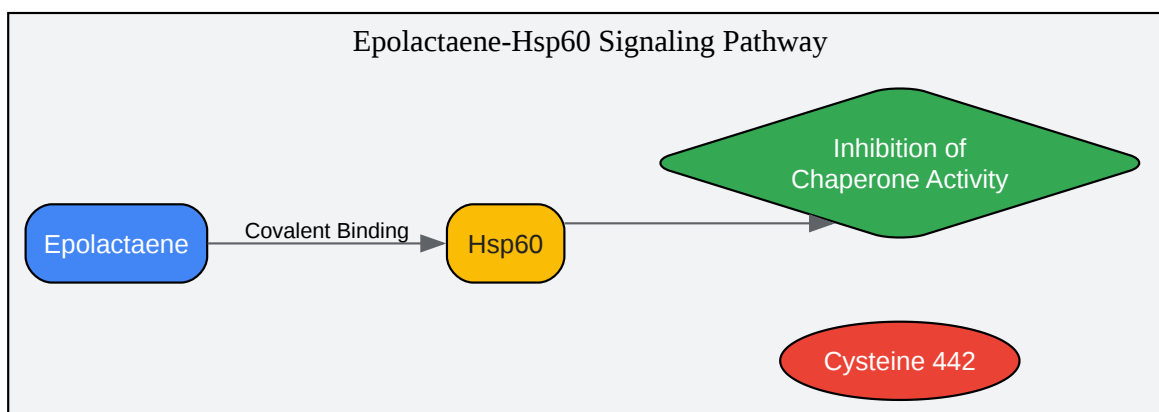 Epolactaene-Hsp60 Signaling Pathway
Inhibition of
Chaperone Activity
Covalent Binding
Epolactaene
Hsp60
Cysteine 442